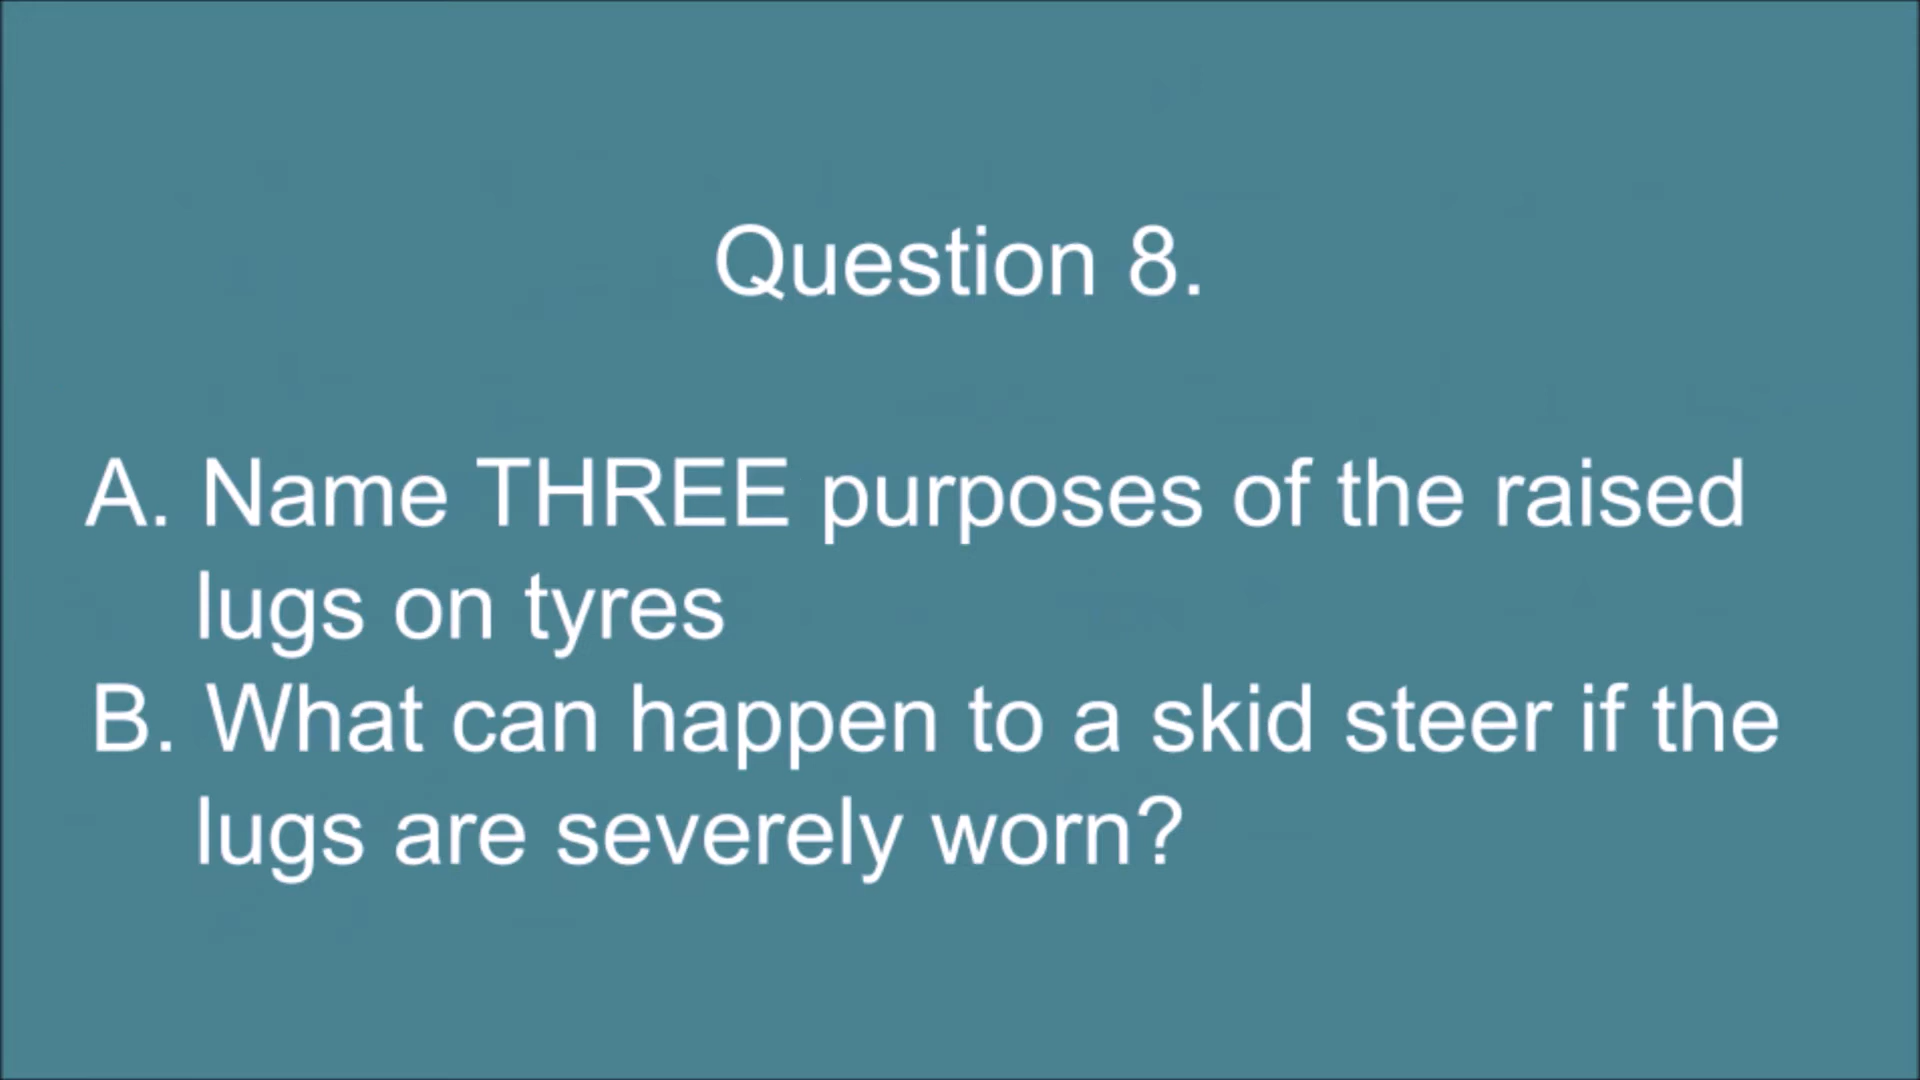 Question 8.
A. Name THREE purposes of the raised
lugs on tyres
B. What can happen to a skid steer if the
lugs are severely worn?